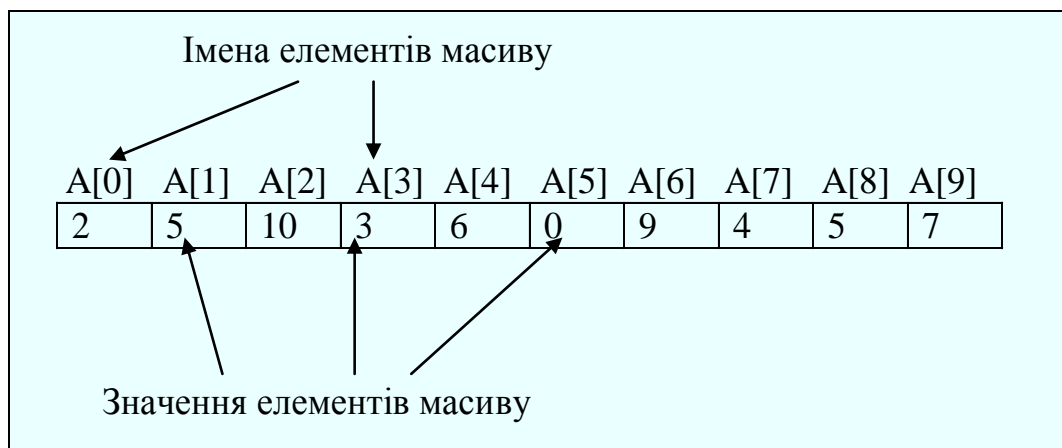 Імена елементів масиву
A[0] A[1] A[2] A[3] A[4] A[5] A[6] A[7] A[8] A[9]
2 5 10 3 6 0 9 4 5 7
Значення елементів масиву